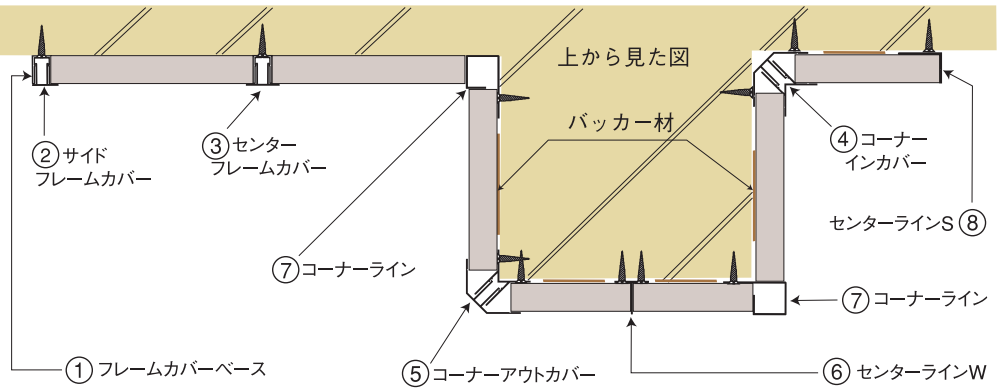 上から見た図
バッカー材
②サイド
フレームカバー
③センター
フレームカバー
④コーナー
インカバー
センターラインS⑧
⑦コーナーライン
⑦コーナーライン
①フレームカバーベース
⑤コーナーアウトカバー
⑥センターラインW